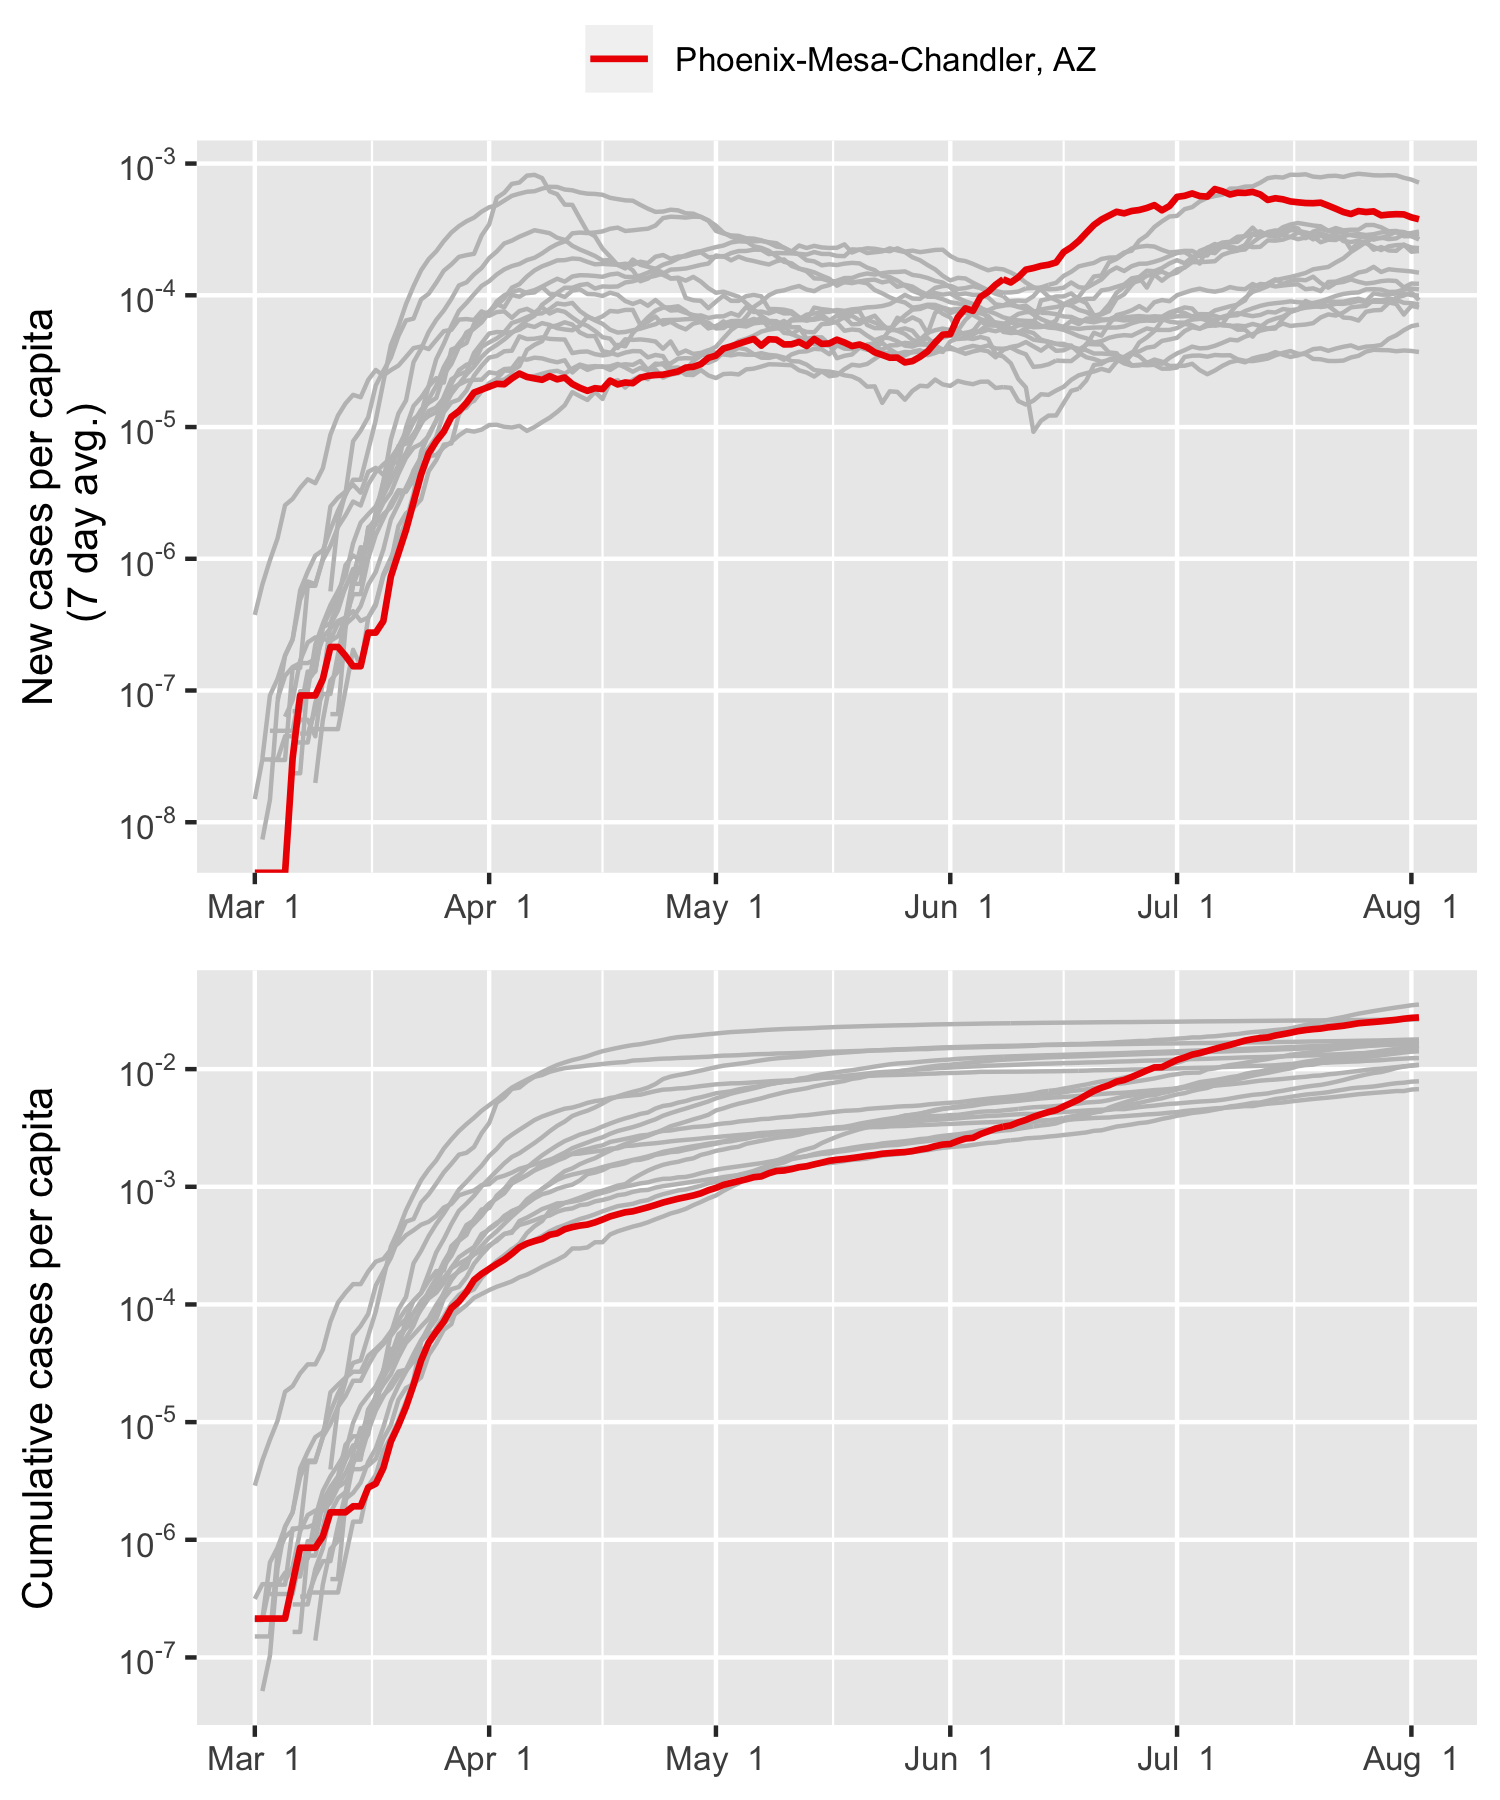 Phoenix-Mesa-Chandler, AZ
New cases per capita
(7 day avg.)
10⁻³
10⁻⁴
10⁻⁵
10⁻⁶
10⁻⁷
10⁻⁸
Mar 1 Apr 1 May 1 Jun 1 Jul 1 Aug 1
Cumulative cases per capita
10⁻²
10⁻³
10⁻⁴
10⁻⁵
10⁻⁶
10⁻⁷
Mar 1 Apr 1 May 1 Jun 1 Jul 1 Aug 1